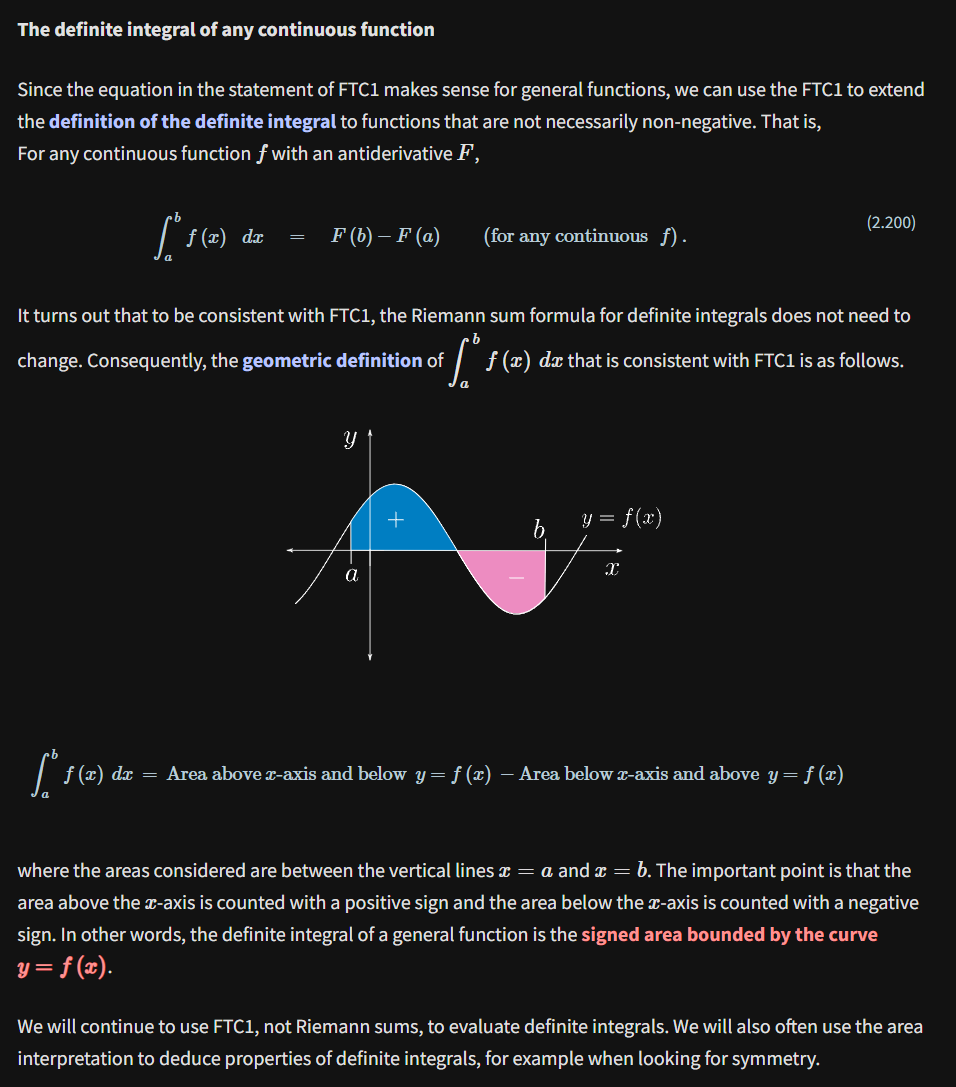 The definite integral of any continuous function
Since the equation in the statement of FTC1 makes sense for general functions, we can use the FTC1 to extend
the definition of the definite integral to functions that are not necessarily non-negative. That is,
For any continuous function f with an antiderivative F,
∫_a^b f(x) dx = F(b) − F(a) (for any continuous f). (2.200)
It turns out that to be consistent with FTC1, the Riemann sum formula for definite integrals does not need to
change. Consequently, the geometric definition of ∫_a^b f(x) dx that is consistent with FTC1 is as follows.
y
+
b
y = f(x)
a
−
x
∫_a^b f(x) dx = Area above x-axis and below y = f(x) − Area below x-axis and above y = f(x)
where the areas considered are between the vertical lines x = a and x = b. The important point is that the
area above the x-axis is counted with a positive sign and the area below the x-axis is counted with a negative
sign. In other words, the definite integral of a general function is the signed area bounded by the curve
y = f(x).
We will continue to use FTC1, not Riemann sums, to evaluate definite integrals. We will also often use the area
interpretation to deduce properties of definite integrals, for example when looking for symmetry.